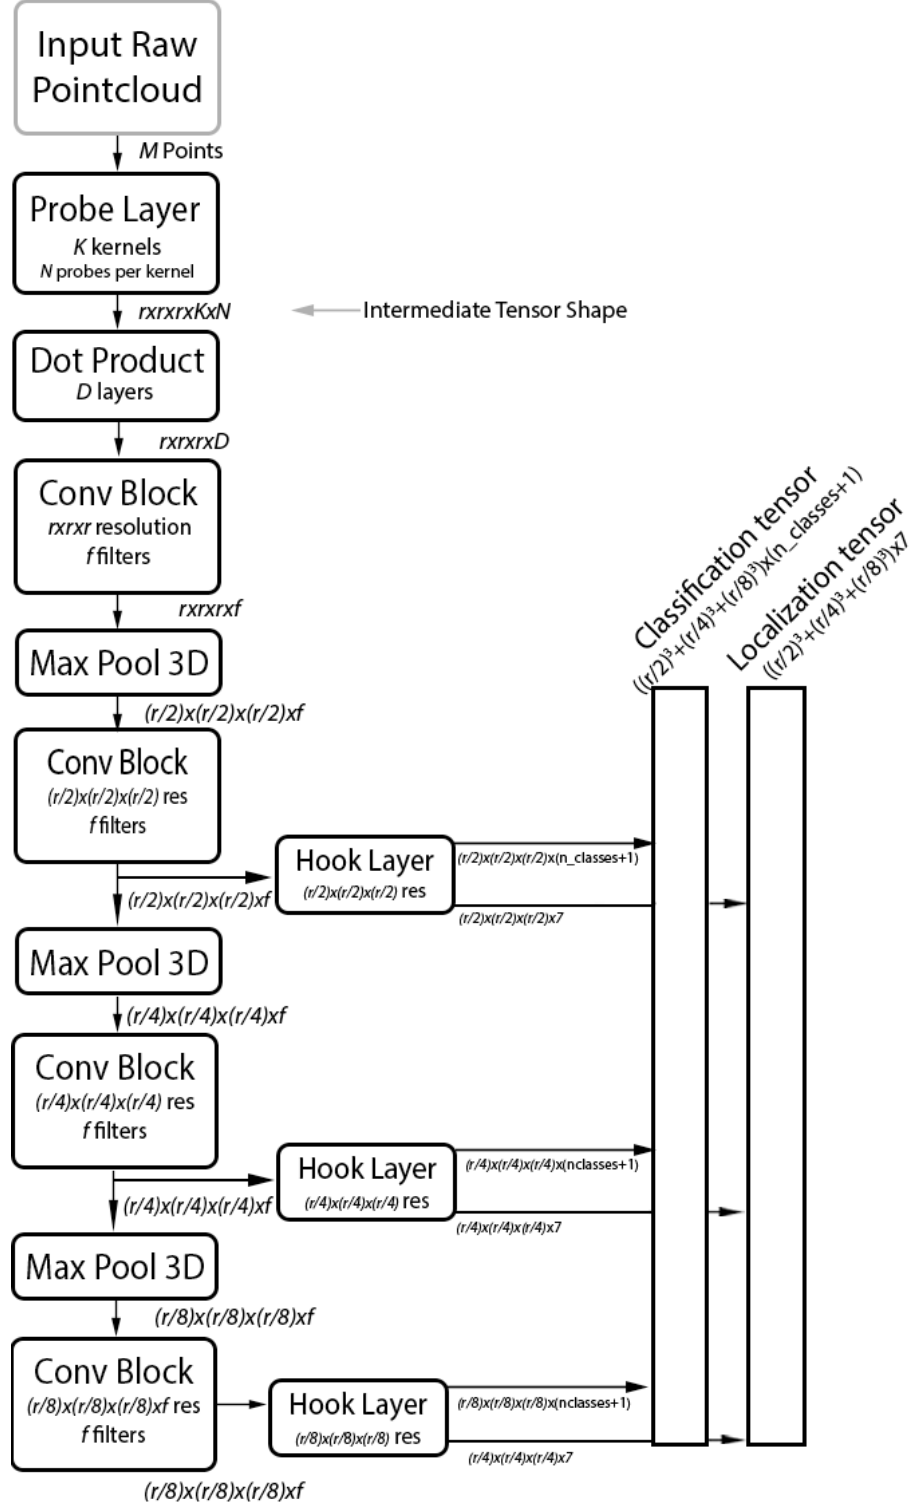 Input Raw
Pointcloud
M Points
Probe Layer
K kernels
N probes per kernel
rxrxrxKxN
Intermediate Tensor Shape
Dot Product
D layers
rxrxrxD
Conv Block
rxrxr resolution
f filters
rxrxrxf
Max Pool 3D
(r/2)x(r/2)x(r/2)xf
Conv Block
(r/2)x(r/2)x(r/2) res
f filters
(r/2)x(r/2)x(r/2)xf
Hook Layer
(r/2)x(r/2)x(r/2) res
(r/2)x(r/2)x(r/2)x(n_classes+1)
(r/2)x(r/2)x(r/2)x7
Classification tensor
((r/2)³+(r/4)³+(r/8)³)x(n_classes+1)
Localization tensor
((r/2)³+(r/4)³+(r/8)³)x7
Max Pool 3D
(r/4)x(r/4)x(r/4)xf
Conv Block
(r/4)x(r/4)x(r/4) res
f filters
(r/4)x(r/4)x(r/4)xf
Hook Layer
(r/4)x(r/4)x(r/4) res
(r/4)x(r/4)x(r/4)x(nclasses+1)
(r/4)x(r/4)x(r/4)x7
Max Pool 3D
(r/8)x(r/8)x(r/8)xf
Conv Block
(r/8)x(r/8)x(r/8)xf res
f filters
(r/8)x(r/8)x(r/8)xf
Hook Layer
(r/8)x(r/8)x(r/8) res
(r/8)x(r/8)x(r/8)x(nclasses+1)
(r/4)x(r/4)x(r/4)x7